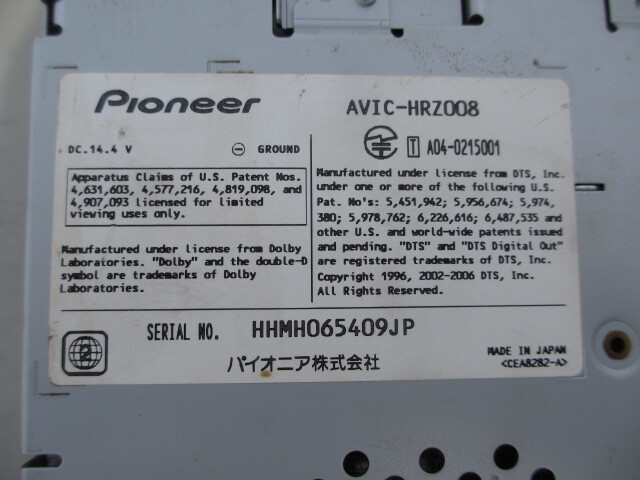 Pioneer
AVIC-HRZ008
DC.14.4 V
⊖ GROUND
T A04-0215001
Apparatus Claims of U.S. Patent Nos.
4,631,603, 4,577,216, 4,819,098, and
4,907,093 licensed for limited
viewing uses only.
Manufactured under license from Dolby
Laboratories. "Dolby" and the double-D
symbol are trademarks of Dolby
Laboratories.
Manufactured under license from DTS, Inc.
under one or more of the following U.S.
Pat. No's: 5,451,942; 5,956,674; 5,974,
380; 5,978,762; 6,226,616; 6,487,535 and
other U.S. and world-wide patents issued
and pending. "DTS" and "DTS Digital Out"
are registered trademarks of DTS, Inc.
Copyright 1996, 2002-2006 DTS, Inc.
All Rights Reserved.
2
SERIAL NO. HHMH065409JP
パイオニア株式会社
MADE IN JAPAN
<CEA8282-A>